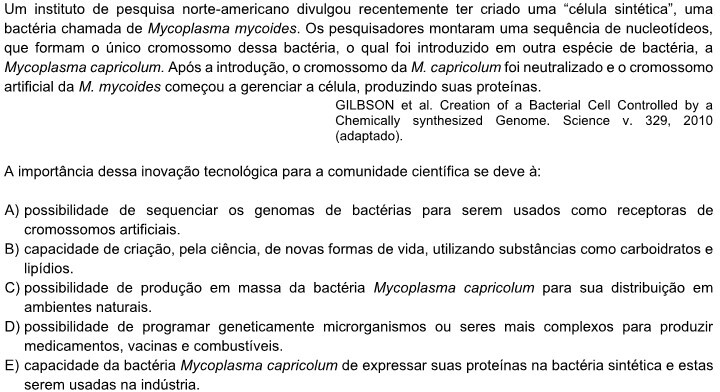 Um instituto de pesquisa norte-americano divulgou recentemente ter criado uma “célula sintética”, uma
bactéria chamada de Mycoplasma mycoides. Os pesquisadores montaram uma sequência de nucleotídeos,
que formam o único cromossomo dessa bactéria, o qual foi introduzido em outra espécie de bactéria, a
Mycoplasma capricolum. Após a introdução, o cromossomo da M. capricolum foi neutralizado e o cromossomo
artificial da M. mycoides começou a gerenciar a célula, produzindo suas proteínas.
GILBSON et al. Creation of a Bacterial Cell Controlled by a
Chemically synthesized Genome. Science v. 329, 2010
(adaptado).
A importância dessa inovação tecnológica para a comunidade científica se deve à:
A) possibilidade de sequenciar os genomas de bactérias para serem usados como receptoras de
cromossomos artificiais.
B) capacidade de criação, pela ciência, de novas formas de vida, utilizando substâncias como carboidratos e
lipídios.
C) possibilidade de produção em massa da bactéria Mycoplasma capricolum para sua distribuição em
ambientes naturais.
D) possibilidade de programar geneticamente microrganismos ou seres mais complexos para produzir
medicamentos, vacinas e combustíveis.
E) capacidade da bactéria Mycoplasma capricolum de expressar suas proteínas na bactéria sintética e estas
serem usadas na indústria.